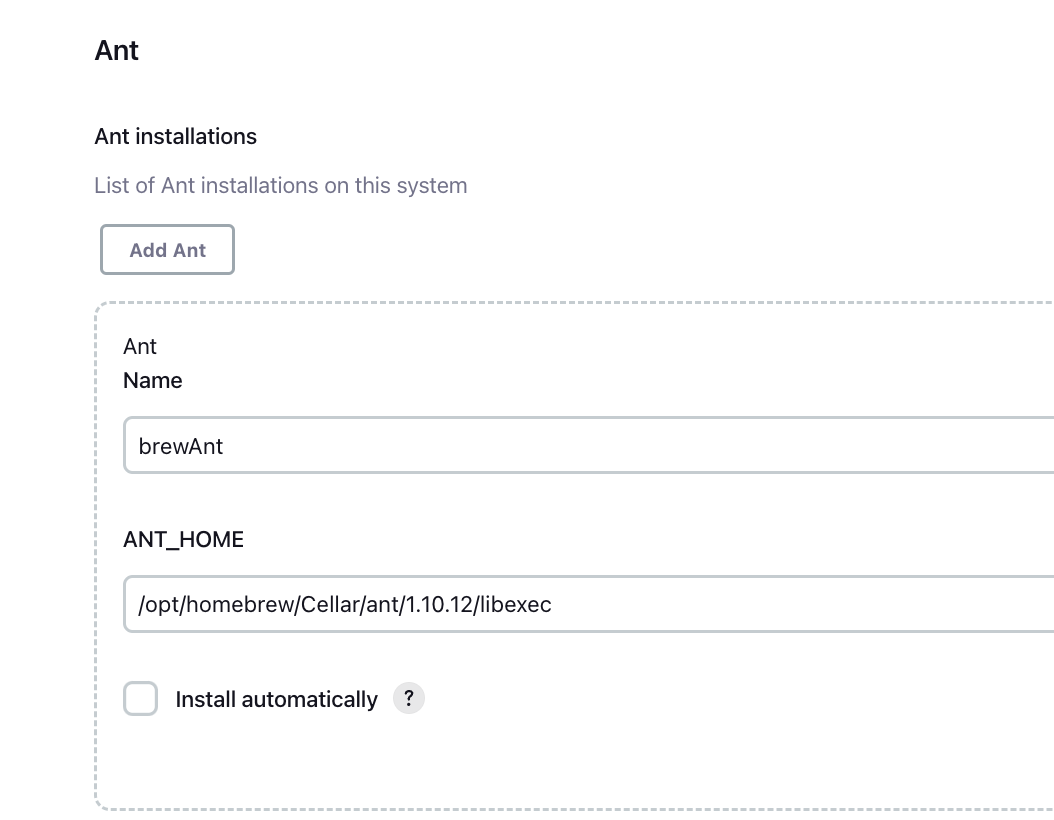 Ant
Ant installations
List of Ant installations on this system
Add Ant
Ant
Name
brewAnt
ANT_HOME
/opt/homebrew/Cellar/ant/1.10.12/libexec
Install automatically ?